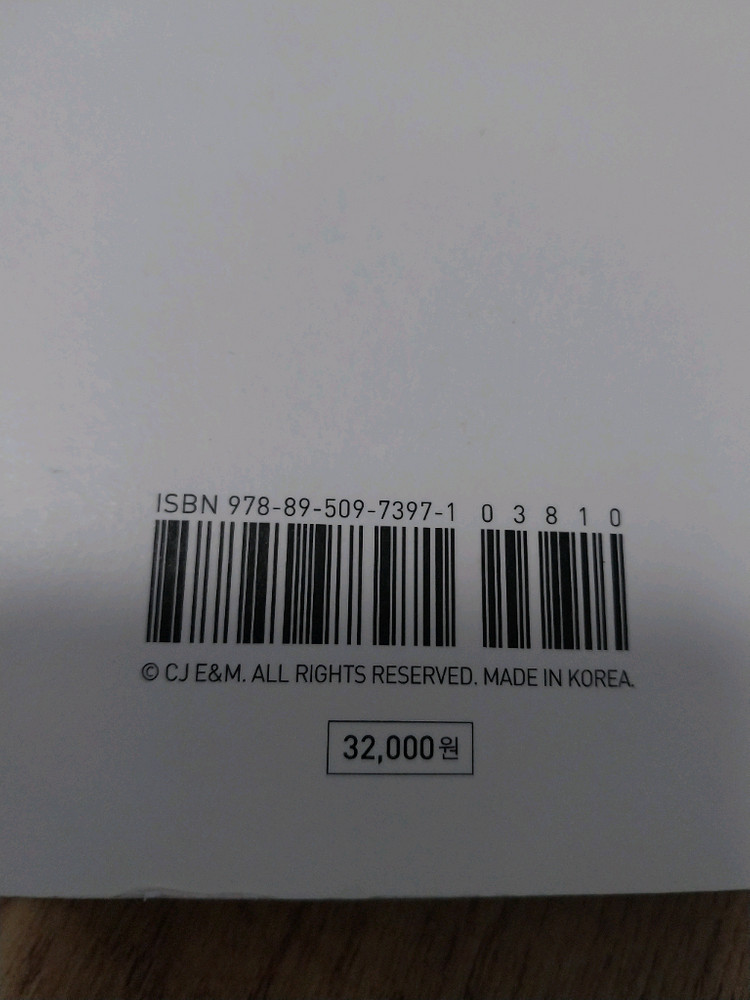 ISBN 978-89-509-7397-1 03810
© CJ E&M. ALL RIGHTS RESERVED. MADE IN KOREA.
32,000원